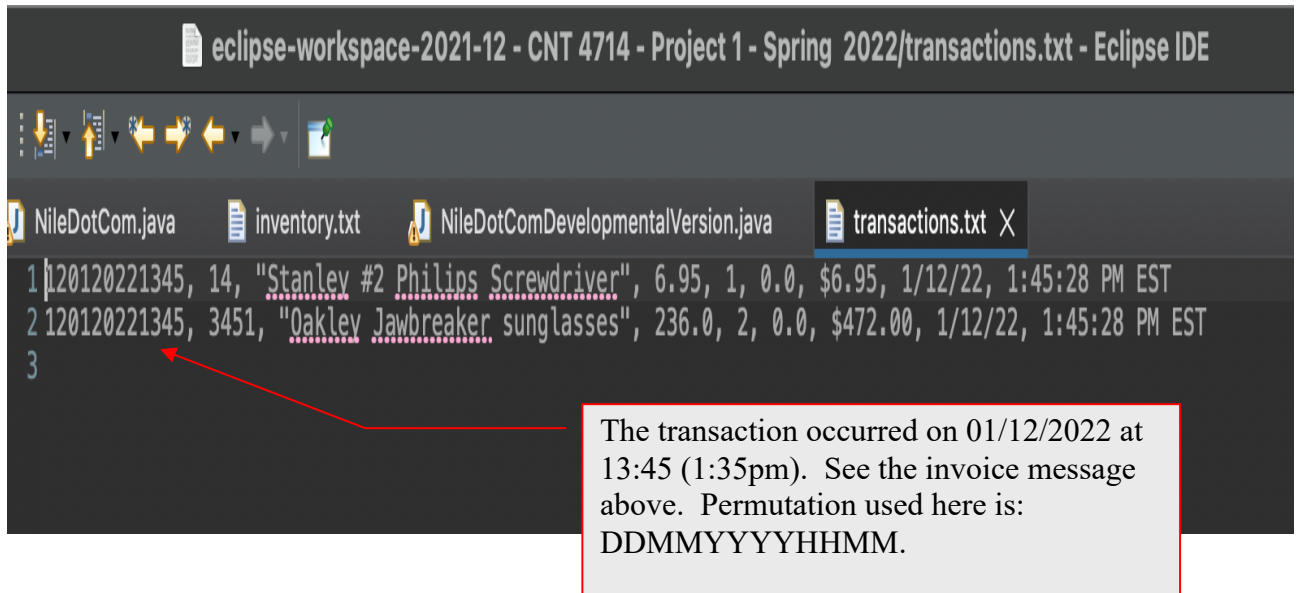 eclipse-workspace-2021-12 - CNT 4714 - Project 1 - Spring 2022/transactions.txt - Eclipse IDE
NileDotCom.java inventory.txt NileDotComDevelopmentalVersion.java transactions.txt
1 120120221345, 14, "Stanley #2 Philips Screwdriver", 6.95, 1, 0.0, $6.95, 1/12/22, 1:45:28 PM EST
2 120120221345, 3451, "Oakley Jawbreaker sunglasses", 236.0, 2, 0.0, $472.00, 1/12/22, 1:45:28 PM EST
3
The transaction occurred on 01/12/2022 at
13:45 (1:35pm). See the invoice message
above. Permutation used here is:
DDMMYYYYHHMM.